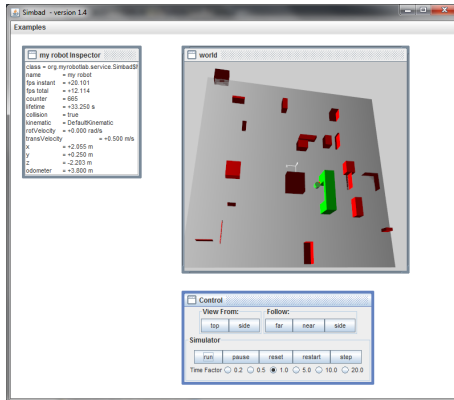 Simbad - version 1.4
Examples
my robot Inspector
class = org.myrobotlab.service.Simbad$
name = my robot
fps instant = +20.101
fps total = +12.114
counter = 665
lifetime = +33.250 s
collision = true
kinematic = DefaultKinematic
rotVelocity = +0.000 rad/s
transVelocity = +0.500 m/s
x = +2.055 m
y = +0.250 m
z = -2.203 m
odometer = +3.800 m
world
Control
View From: Follow:
top side far near side
Simulator
run pause reset restart step
Time Factor 0.2 0.5 1.0 5.0 10.0 20.0